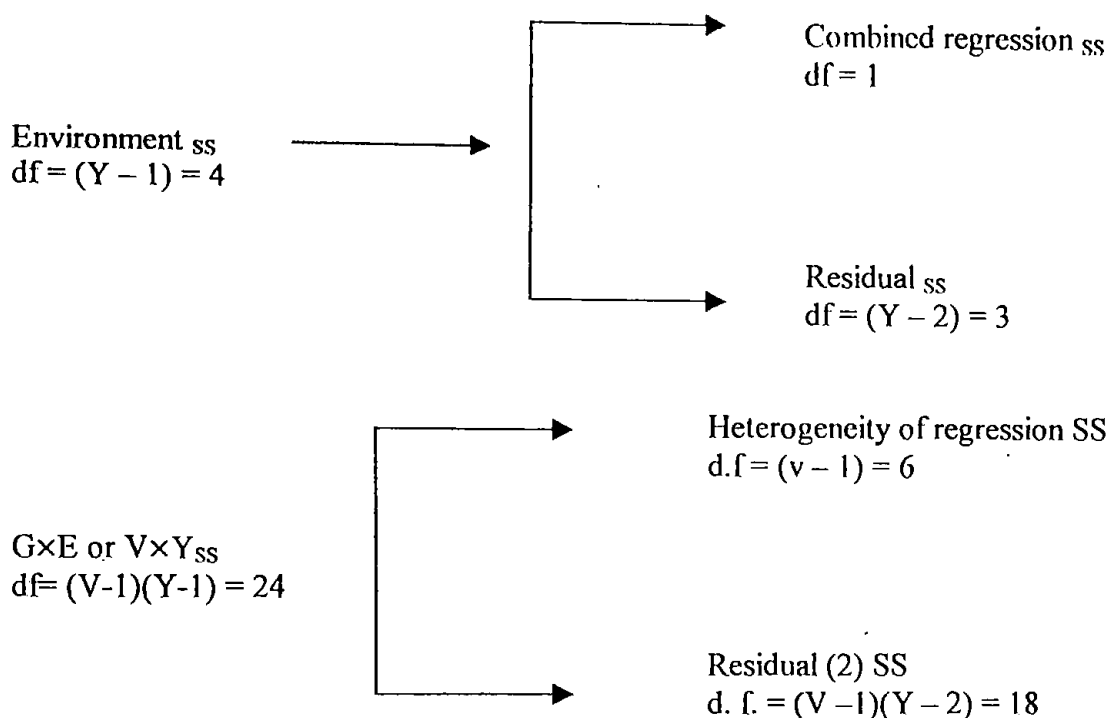 Combined regression SS
df = 1
Environment SS
df = (Y – 1) = 4
Residual SS
df = (Y – 2) = 3
Heterogeneity of regression SS
d.f = (v – 1) = 6
G×E or V×YSS
df= (V-1)(Y-1) = 24
Residual (2) SS
d. f. = (V –1)(Y – 2) = 18